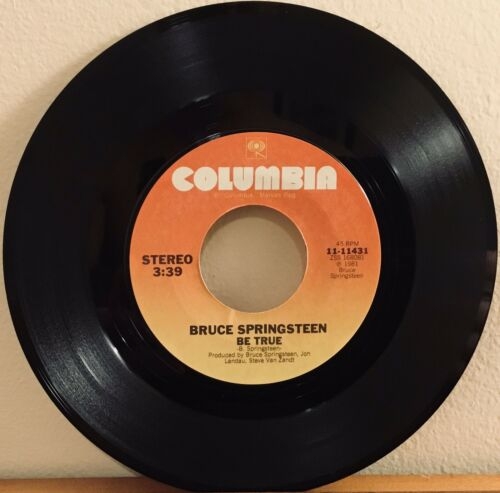 COLUMBIA
STEREO
3:39
45 RPM
11-11431
ZSS 168081
℗ 1981
Bruce
Springsteen
BRUCE SPRINGSTEEN
BE TRUE
-B. Springsteen-
Produced by Bruce Springsteen, Jon
Landau, Steve Van Zandt